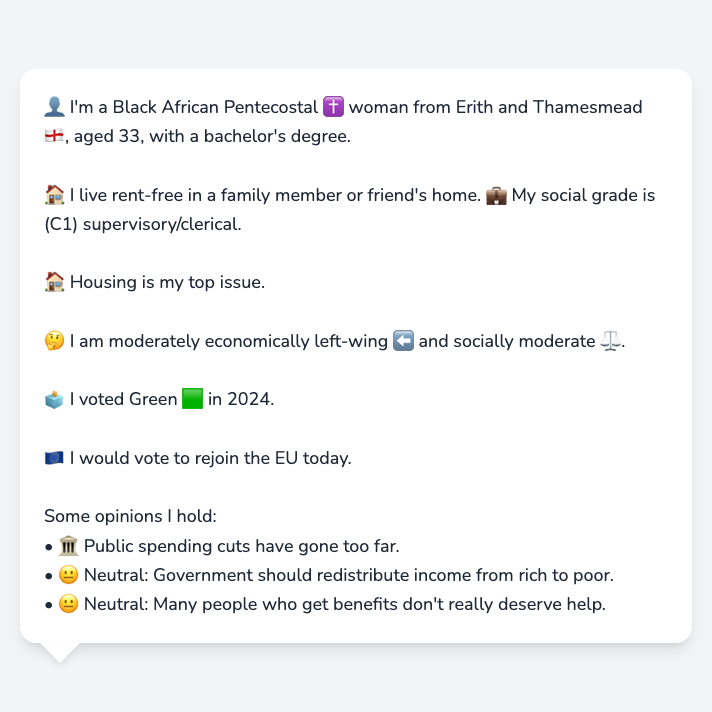 👤 I'm a Black African Pentecostal ✝️ woman from Erith and Thamesmead
🏴󠁧󠁢󠁥󠁮󠁧󠁿, aged 33, with a bachelor's degree.
🏠 I live rent-free in a family member or friend's home. 💼 My social grade is
(C1) supervisory/clerical.
🏠 Housing is my top issue.
🤔 I am moderately economically left-wing ⬅️ and socially moderate ⚖️.
🗳️ I voted Green 🟩 in 2024.
🇪🇺 I would vote to rejoin the EU today.
Some opinions I hold:
• 🏛️ Public spending cuts have gone too far.
• 😐 Neutral: Government should redistribute income from rich to poor.
• 😐 Neutral: Many people who get benefits don't really deserve help.